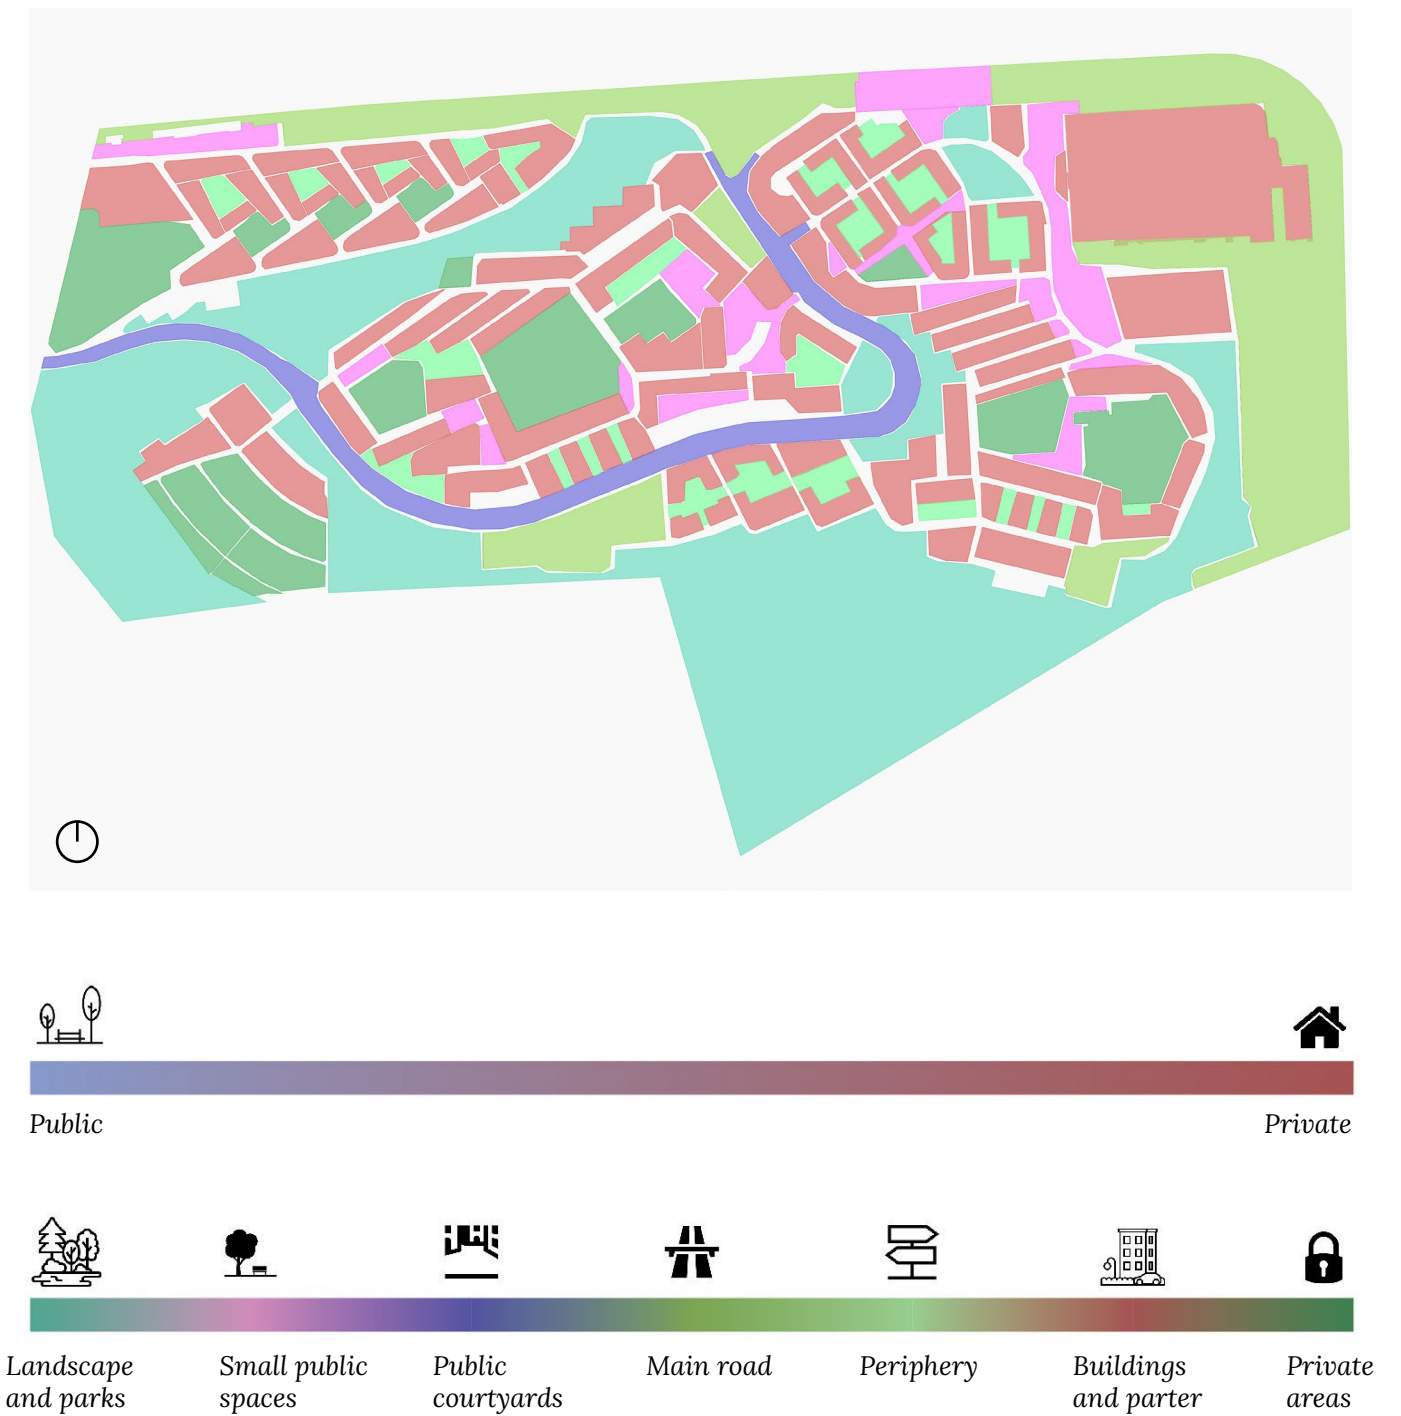 Public
Private
Landscape
and parks
Small public
spaces
Public
courtyards
Main road
Periphery
Buildings
and parter
Private
areas